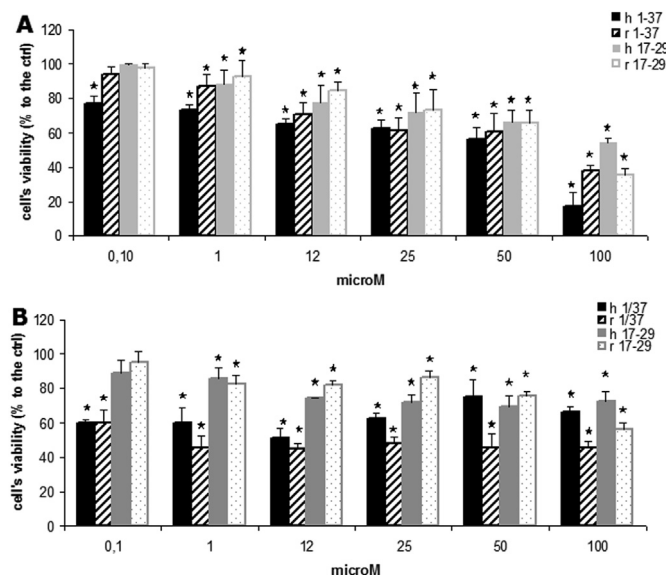 A
120
100
80
60
40
20
0
cell's viability (% to the ctrl)
h 1-37
r 1-37
h 17-29
r 17-29
* * * * * * * * * * * * * * * * * * * * *
0,10 1 12 25 50 100
microM
B
120
100
80
60
40
20
0
cell's viability (% to the ctrl)
h 1/37
r 1/37
h 17-29
r 17-29
* * * * * * * * * * * * * * * * * * * * * *
0,1 1 12 25 50 100
microM